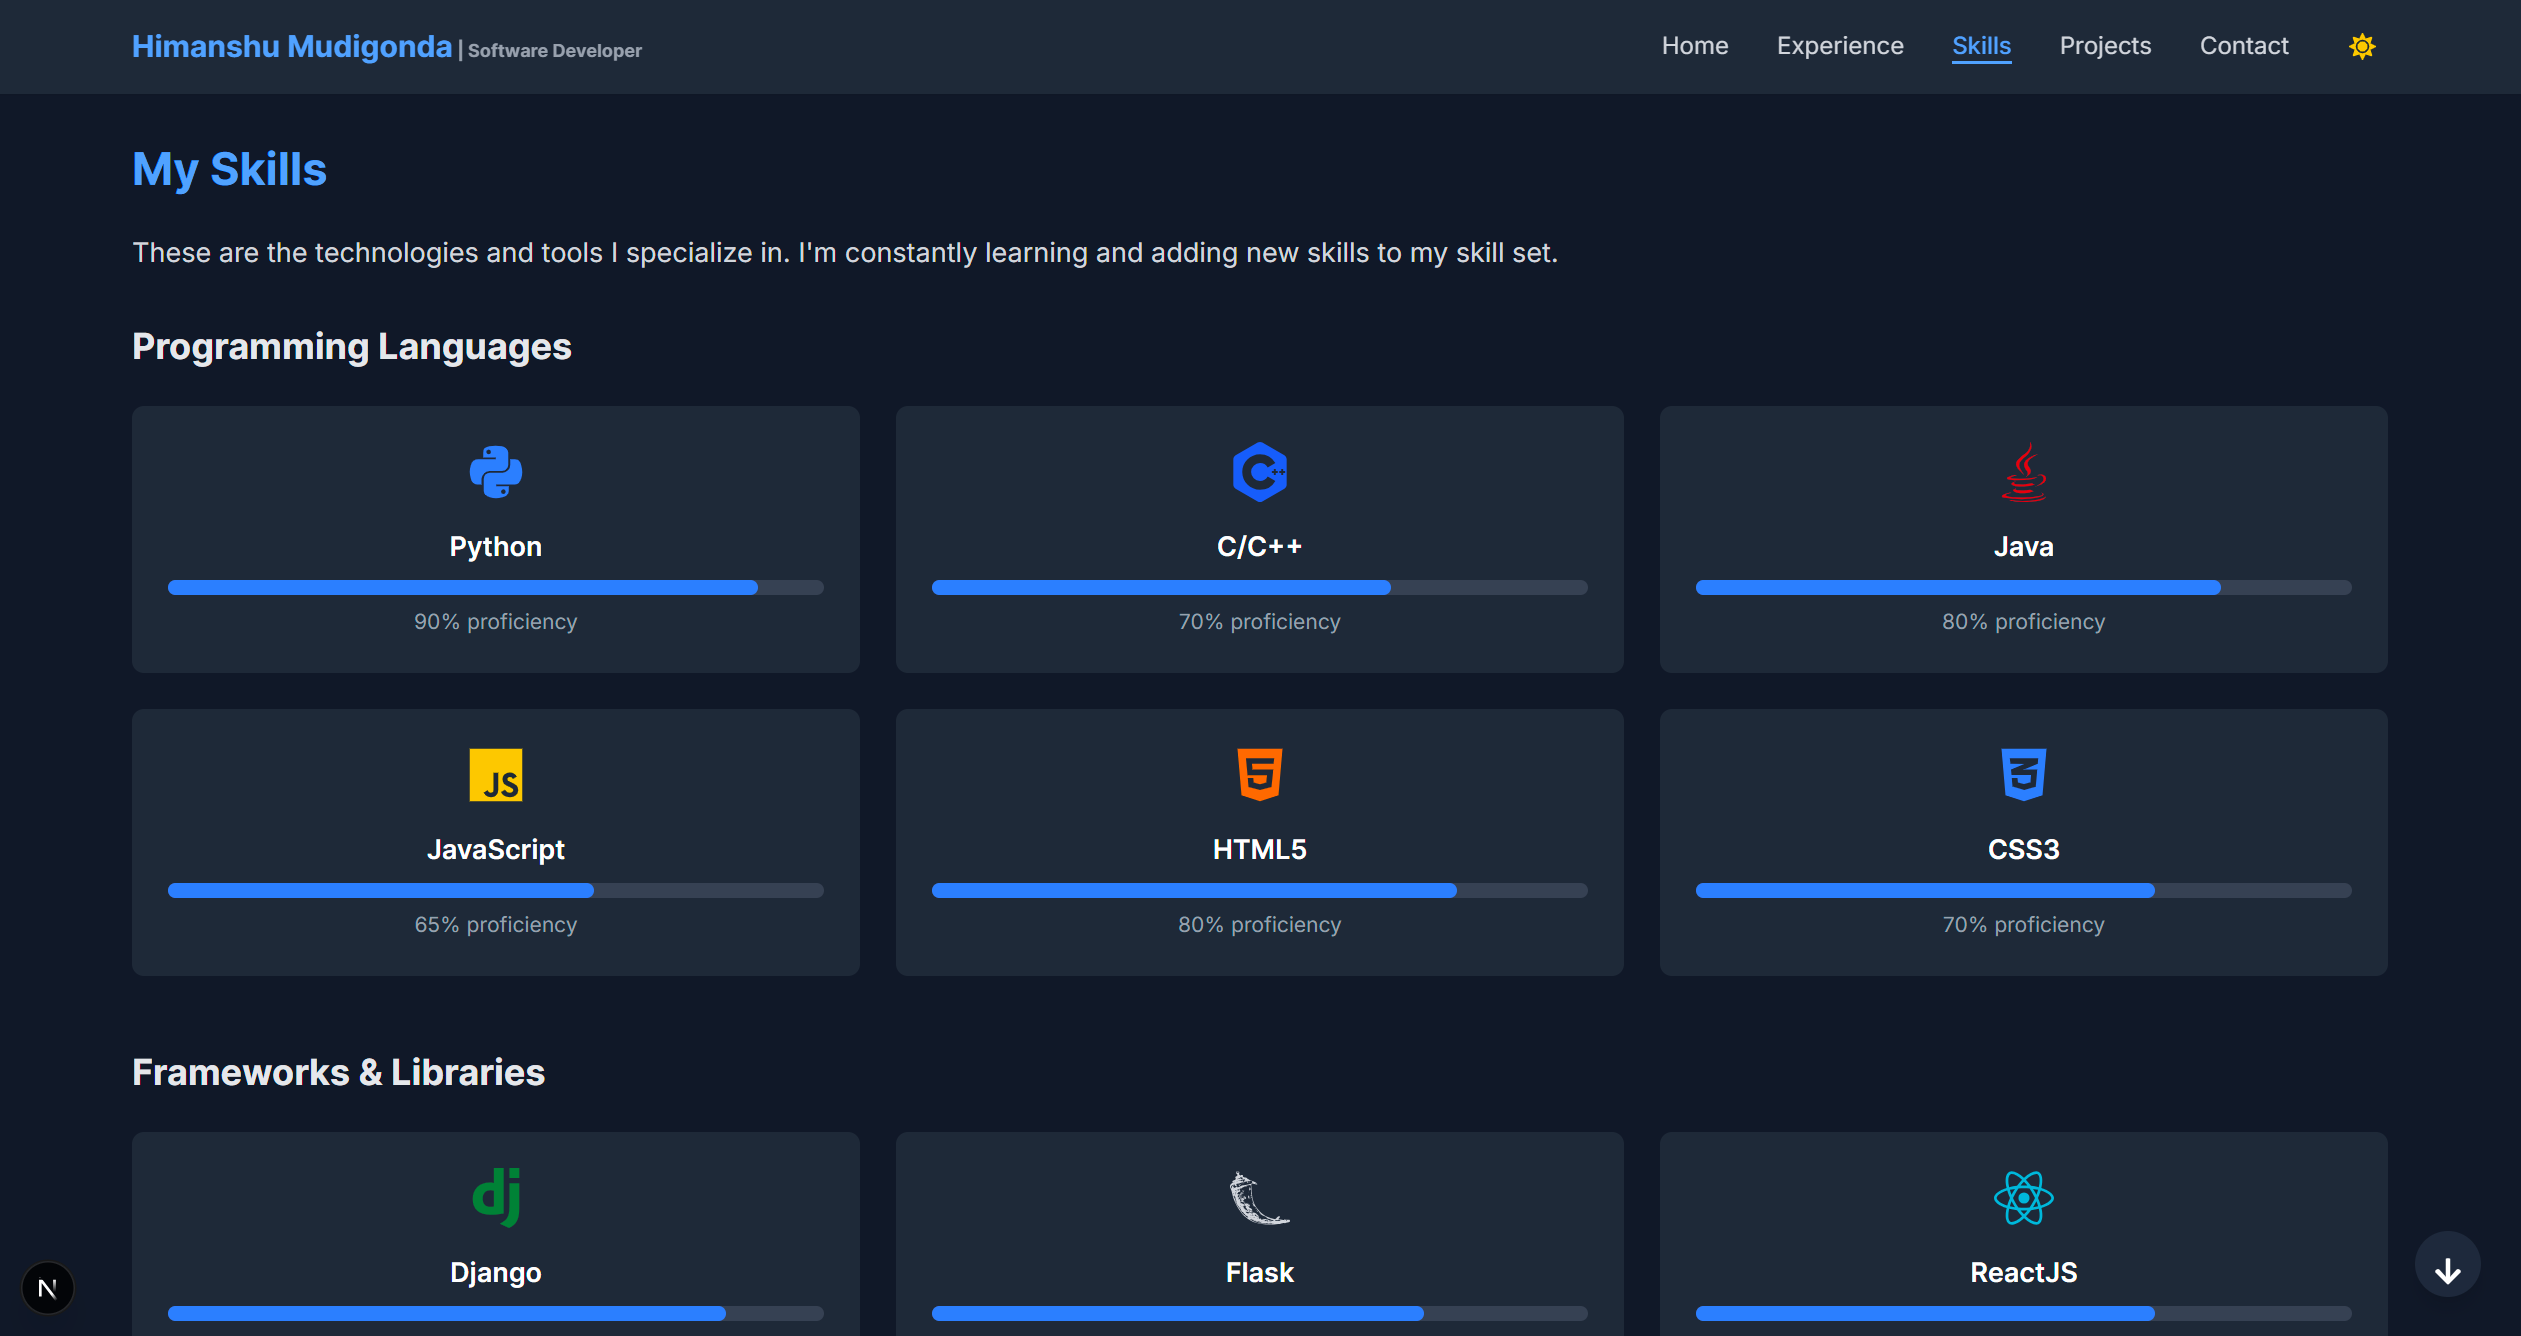 Himanshu Mudigonda | Software Developer
Home Experience Skills Projects Contact
My Skills
These are the technologies and tools I specialize in. I'm constantly learning and adding new skills to my skill set.
Programming Languages
Python
90% proficiency
C/C++
70% proficiency
Java
80% proficiency
JS
JavaScript
65% proficiency
HTML5
80% proficiency
CSS3
70% proficiency
Frameworks & Libraries
dj
Django
Flask
ReactJS
N